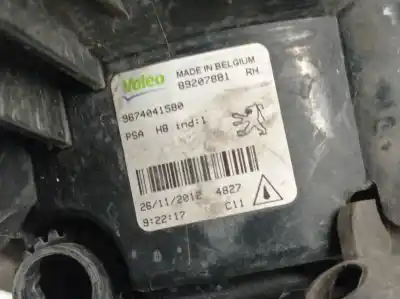 Valeo
MADE IN BELGIUM
89207881 RH
9674041580
PSA H8 ind:1
26/11/2012 4827
9:22:17 C11